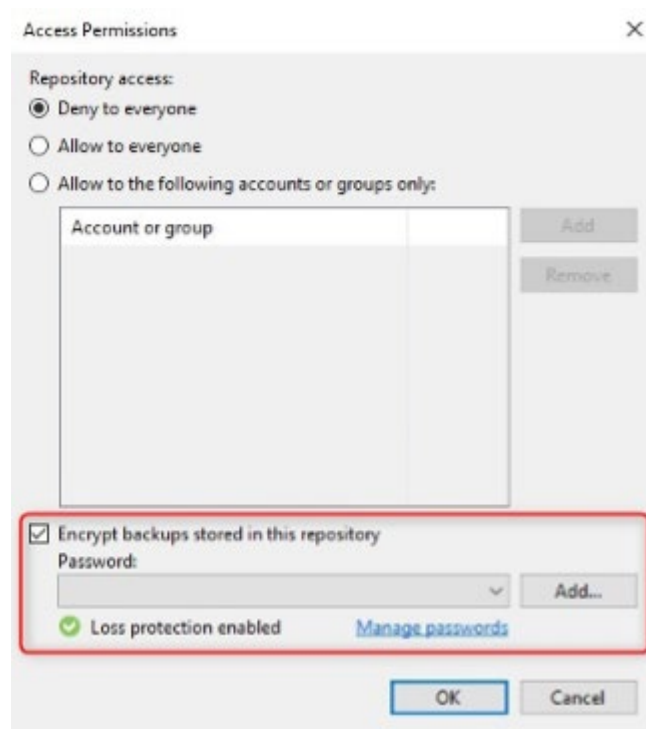 Access Permissions
Repository access:
Deny to everyone
Allow to everyone
Allow to the following accounts or groups only:
Account or group
Add
Remove
Encrypt backups stored in this repository
Password:
Add...
Loss protection enabled Manage passwords
OK Cancel